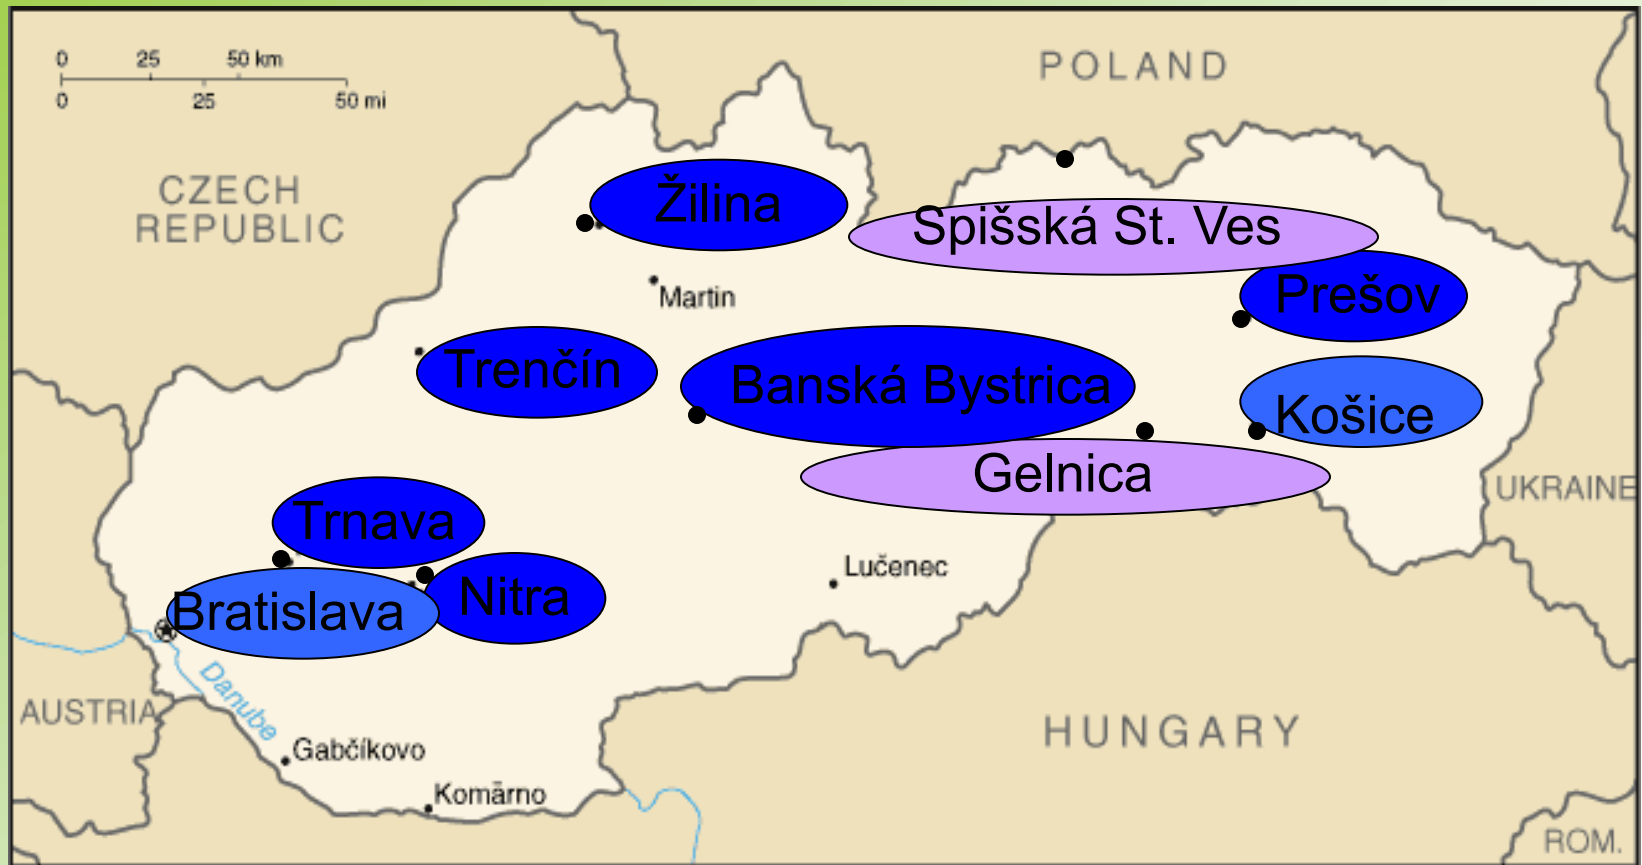 0 25 50 km
0 25 50 mi
POLAND
CZECH
REPUBLIC
Žilina
Spišská St. Ves
Martin
Prešov
Trenčín
Banská Bystrica
Košice
Gelnica
UKRAINE
Trnava
Lučenec
Nitra
Bratislava
Danube
AUSTRIA
HUNGARY
Gabčíkovo
Komārno
ROM.